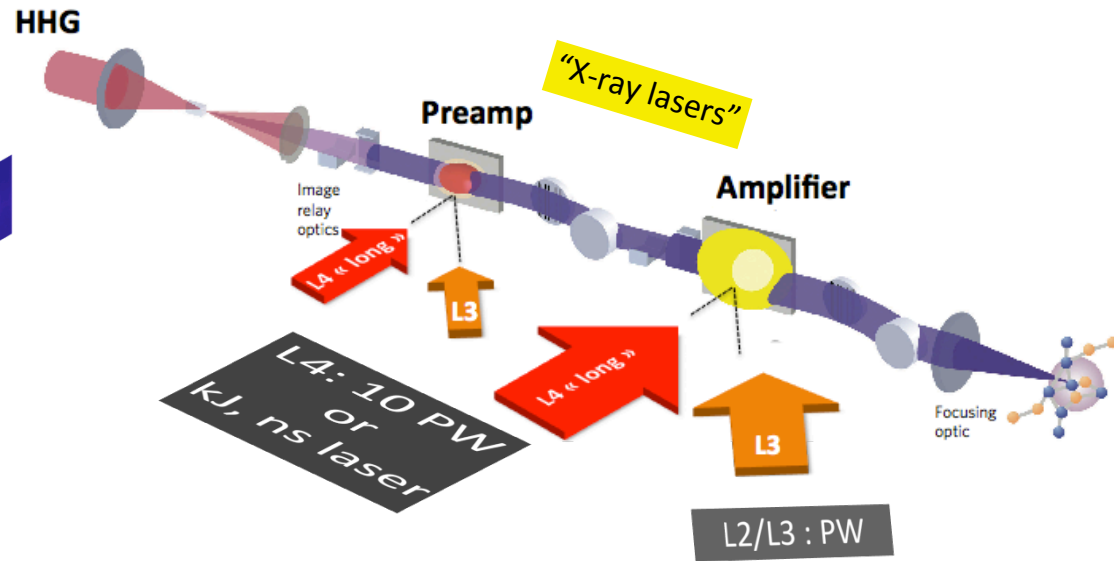 HHG
"X-ray lasers"
Preamp
Image
relay
optics
Amplifier
L4 « long »
L3
L4 « long »
L3
Focusing
optic
L4: 10 PW
or
kJ, ns laser
L2/L3 : PW